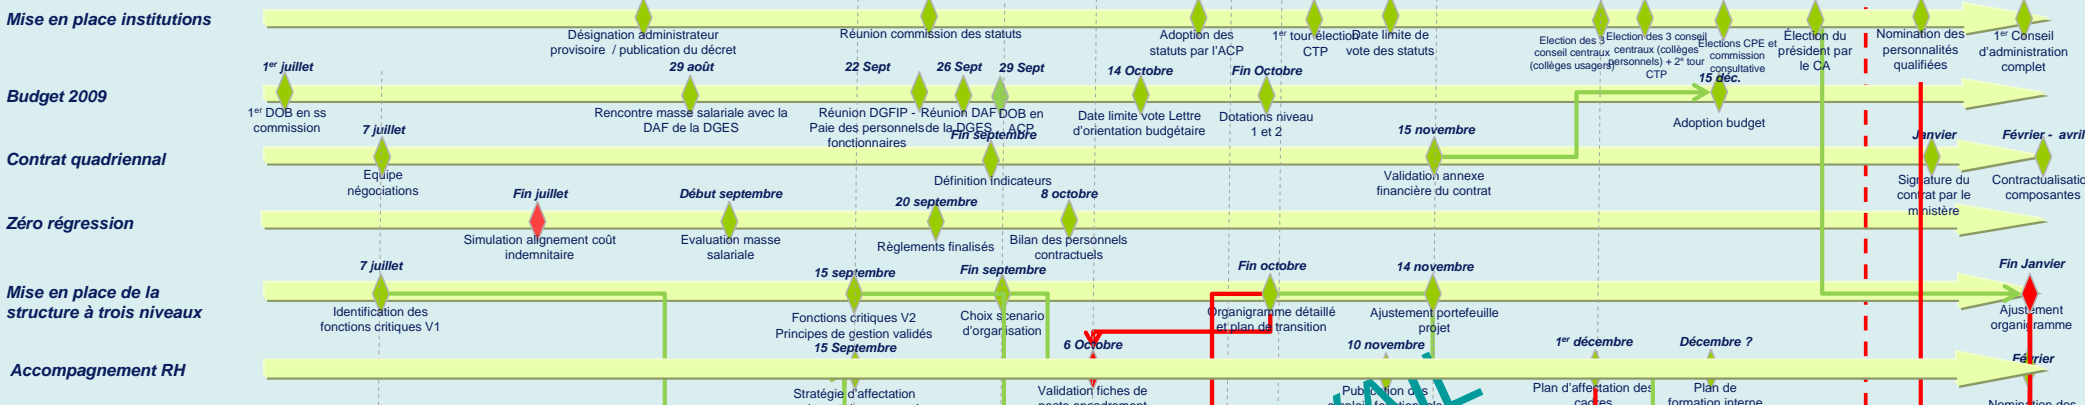 Mise en place institutions
Désignation administrateur
provisoire / publication du décret
Réunion commission des statuts
Adoption des
statuts par l'ACP
1er tour élection
CTP
Date limite de
vote des statuts
Election des 3
conseil centraux
(collèges usagers)
Election des 3 conseil
centraux (collèges
personnels) + 2e tour
CTP
Elections CPE et
commission
consultative
Élection du
président par
le CA
Nomination des
personnalités
qualifiées
1er Conseil
d'administration
complet
Budget 2009
1er juillet
1er DOB en ss
commission
29 août
Rencontre masse salariale avec la
DAF de la DGES
22 Sept
Réunion DGFIP -
Paie des personnels
fonctionnaires
26 Sept
Réunion DAF
de la DGES
29 Sept
DOB en
ACP
14 Octobre
Date limite vote Lettre
d'orientation budgétaire
Fin Octobre
Dotations niveau
1 et 2
15 déc.
Adoption budget
Contrat quadriennal
7 juillet
Equipe
négociations
Fin septembre
Définition indicateurs
15 novembre
Validation annexe
financière du contrat
Janvier
Signature du
contrat par le
ministère
Février - avril
Contractualisatio
composantes
Zéro régression
Fin juillet
Simulation alignement coût
indemnitaire
Début septembre
Evaluation masse
salariale
20 septembre
Règlements finalisés
8 octobre
Bilan des personnels
contractuels
Mise en place de la
structure à trois niveaux
7 juillet
Identification des
fonctions critiques V1
15 septembre
Fonctions critiques V2
Principes de gestion validés
Fin septembre
Choix scenario
d'organisation
Fin octobre
Organigramme détaillé
et plan de transition
14 novembre
Ajustement portefeuille
projet
Fin Janvier
Ajustement
organigramme
Accompagnement RH
15 Septembre
Stratégie d'affectation
6 Octobre
Validation fiches de
10 novembre
Publication des
1er décembre
Plan d'affectation des
cadres
Décembre ?
Plan de
formation interne
Février
Nomination des